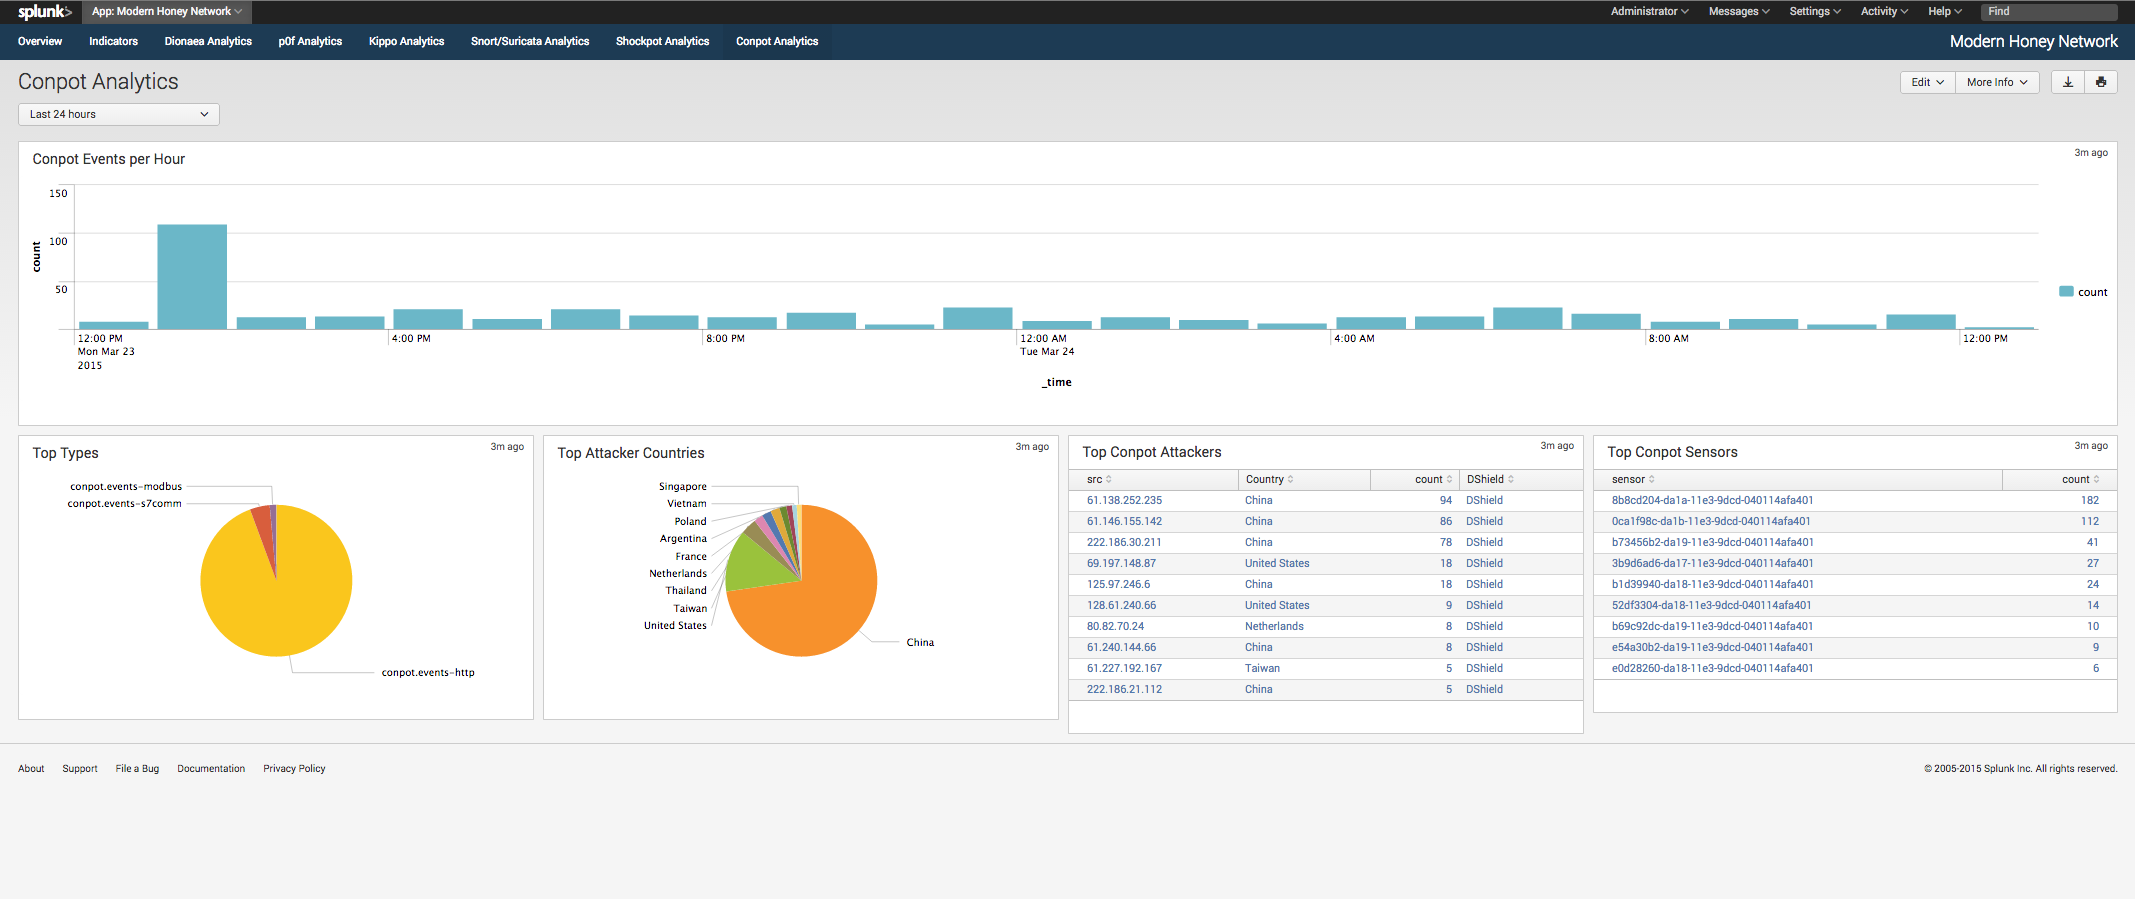 splunk> App: Modern Honey Network Administrator Messages Settings Activity Help Find
Overview Indicators Dionaea Analytics p0f Analytics Kippo Analytics Snort/Suricata Analytics Shockpot Analytics Conpot Analytics Modern Honey Network
Conpot Analytics Edit More Info
Last 24 hours
Conpot Events per Hour 3m ago
150
100
50
count
count
12:00 PM 4:00 PM 8:00 PM 12:00 AM 4:00 AM 8:00 AM 12:00 PM
Mon Mar 23 Tue Mar 24
2015
_time
Top Types 3m ago
conpot.events-modbus
conpot.events-s7comm
conpot.events-http
Top Attacker Countries 3m ago
Singapore
Vietnam
Poland
Argentina
France
Netherlands
Thailand
Taiwan
United States
China
Top Conpot Attackers 3m ago
src Country count DShield
61.138.252.235 China 94 DShield
61.146.155.142 China 86 DShield
222.186.30.211 China 78 DShield
69.197.148.87 United States 18 DShield
125.97.246.6 China 18 DShield
128.61.240.66 United States 9 DShield
80.82.70.24 Netherlands 8 DShield
61.240.144.66 China 8 DShield
61.227.192.167 Taiwan 5 DShield
222.186.21.112 China 5 DShield
Top Conpot Sensors 3m ago
sensor count
8b8cd204-da1a-11e3-9dcd-040114afa401 182
0ca1f98c-da1b-11e3-9dcd-040114afa401 112
b73456b2-da19-11e3-9dcd-040114afa401 41
3b9d6ad6-da17-11e3-9dcd-040114afa401 27
b1d39940-da18-11e3-9dcd-040114afa401 24
52df3304-da18-11e3-9dcd-040114afa401 14
b69c92dc-da19-11e3-9dcd-040114afa401 10
e54a30b2-da19-11e3-9dcd-040114afa401 9
e0d28260-da18-11e3-9dcd-040114afa401 6
About Support File a Bug Documentation Privacy Policy © 2005-2015 Splunk Inc. All rights reserved.